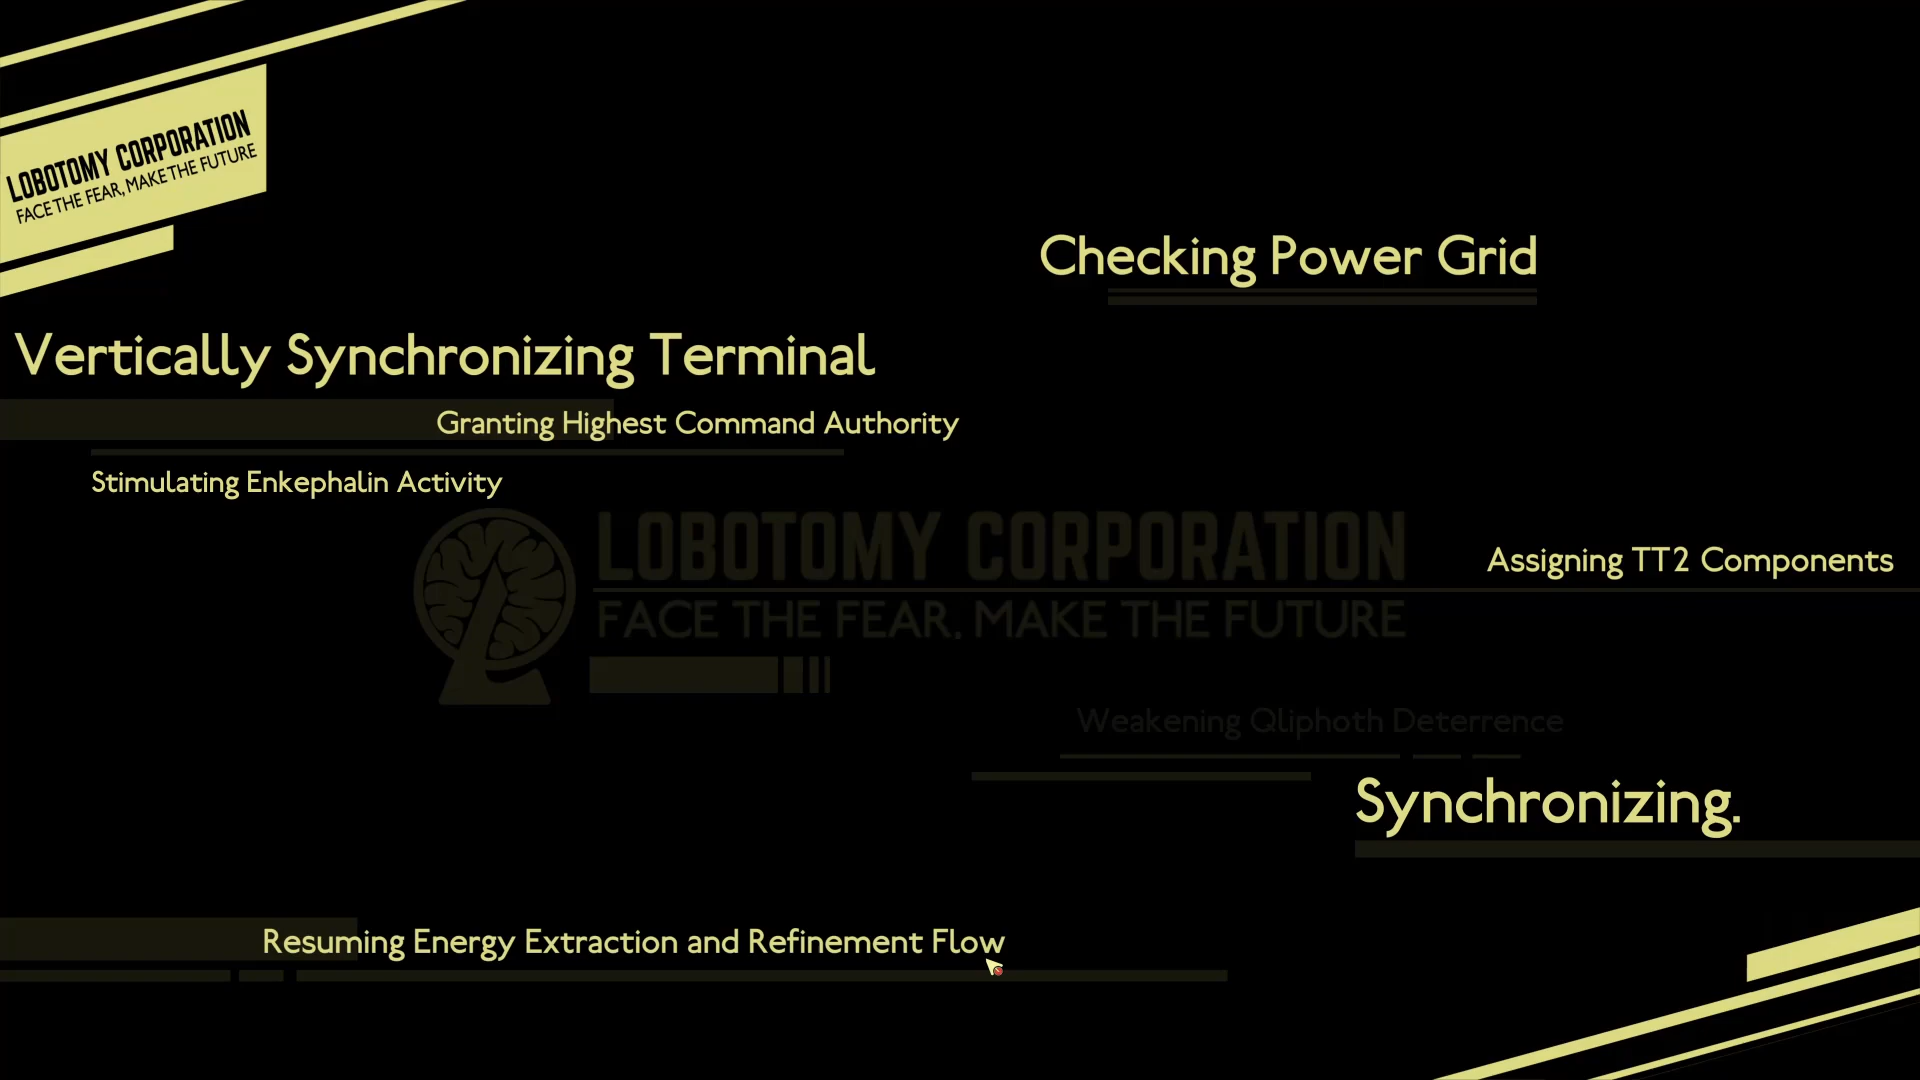 LOBOTOMY CORPORATION
FACE THE FEAR, MAKE THE FUTURE
Checking Power Grid
Vertically Synchronizing Terminal
Granting Highest Command Authority
Stimulating Enkephalin Activity
LOBOTOMY CORPORATION
FACE THE FEAR, MAKE THE FUTURE
Assigning TT2 Components
Weakening Qliphoth Deterrence
Synchronizing.
Resuming Energy Extraction and Refinement Flow